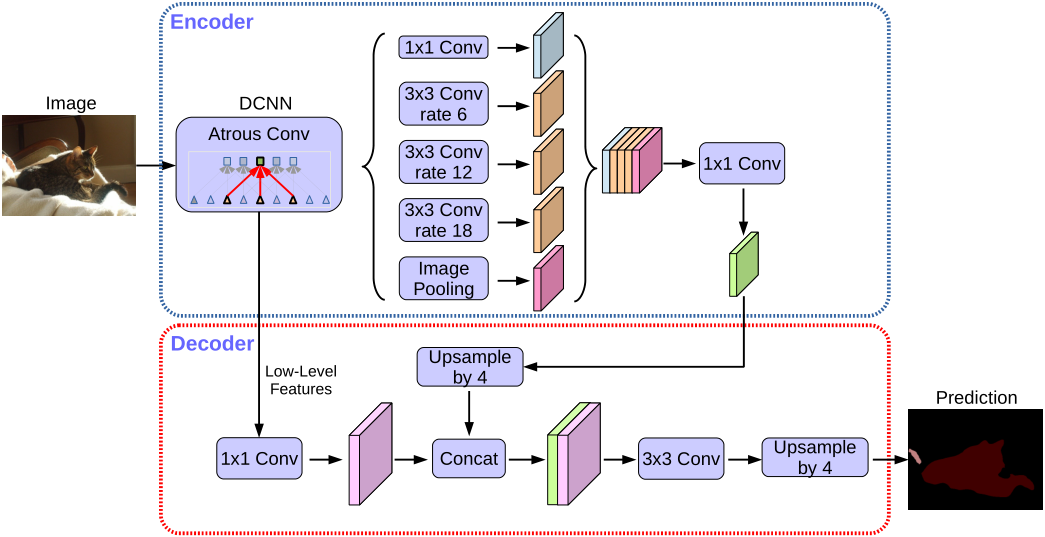 Encoder
Image
DCNN
Atrous Conv
1x1 Conv
3x3 Conv
rate 6
3x3 Conv
rate 12
3x3 Conv
rate 18
Image
Pooling
1x1 Conv
Decoder
Low-Level
Features
Upsample
by 4
1x1 Conv
Concat
3x3 Conv
Upsample
by 4
Prediction